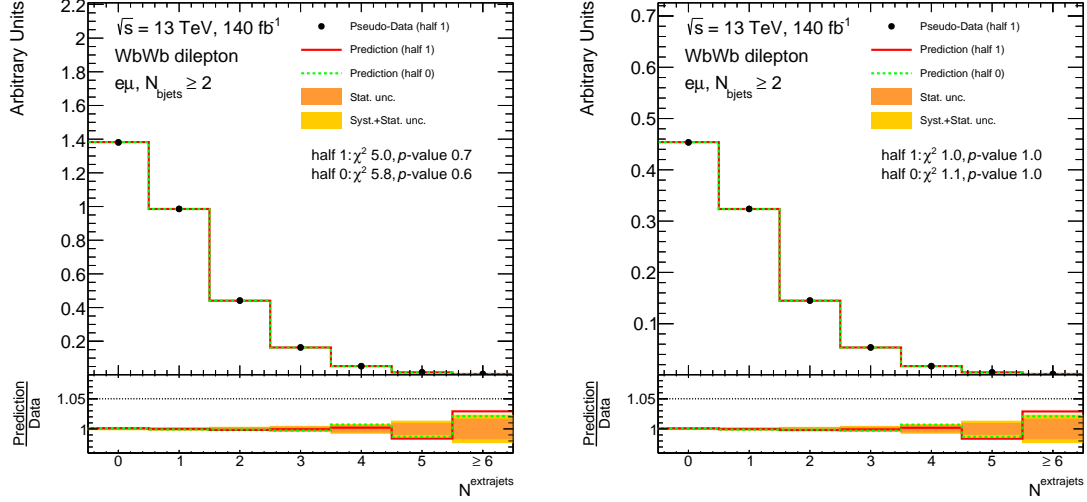 Arbitrary Units
2.2
2
1.8
1.6
1.4
1.2
1
0.8
0.6
0.4
0.2
√s = 13 TeV, 140 fb⁻¹
WbWb dilepton
eμ, N_bjets ≥ 2
Pseudo-Data (half 1)
Prediction (half 1)
Prediction (half 0)
Stat. unc.
Syst.+Stat. unc.
half 1: χ² 5.0, p-value 0.7
half 0: χ² 5.8, p-value 0.6
Prediction
Data
1.05
1
0 1 2 3 4 5 ≥ 6
N^extrajets
Arbitrary Units
0.7
0.6
0.5
0.4
0.3
0.2
0.1
√s = 13 TeV, 140 fb⁻¹
WbWb dilepton
eμ, N_bjets ≥ 2
Pseudo-Data (half 1)
Prediction (half 1)
Prediction (half 0)
Stat. unc.
Syst.+Stat. unc.
half 1: χ² 1.0, p-value 1.0
half 0: χ² 1.1, p-value 1.0
Prediction
Data
1.05
1
0 1 2 3 4 5 ≥ 6
N^extrajets